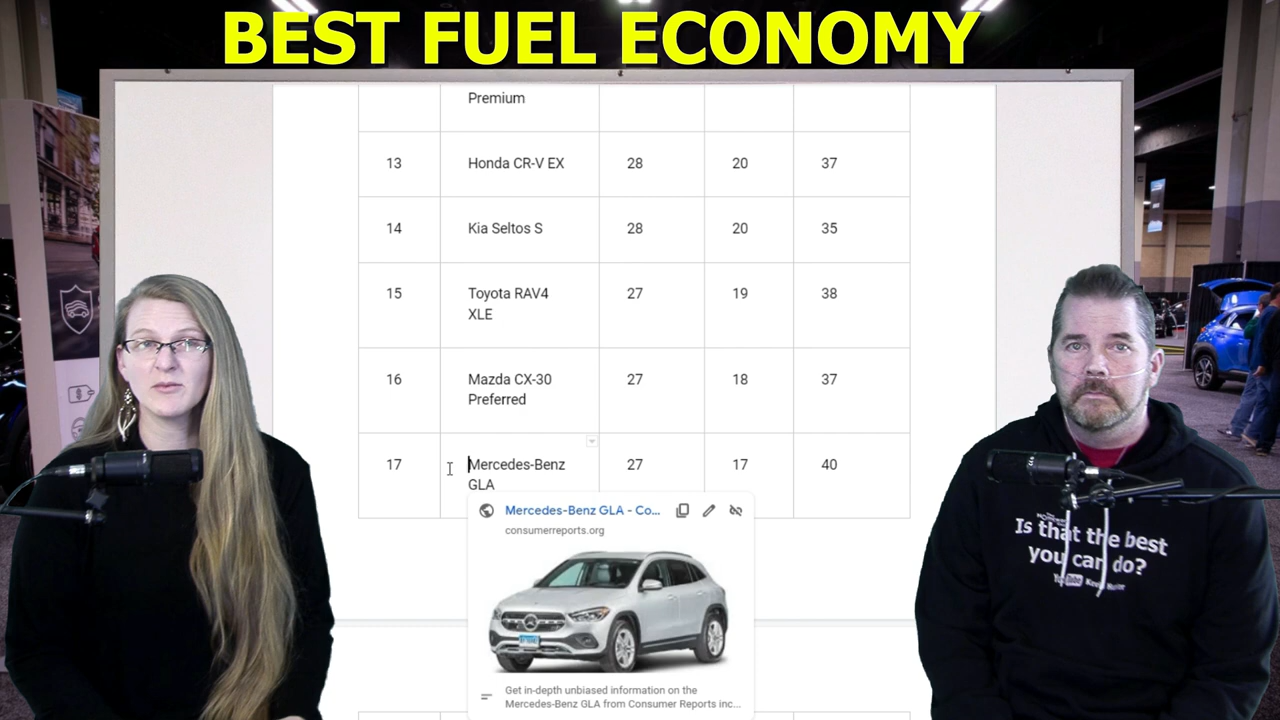 BEST FUEL ECONOMY
Premium
13 Honda CR-V EX 28 20 37
14 Kia Seltos S 28 20 35
15 Toyota RAV4 27 19 38
XLE
16 Mazda CX-30 27 18 37
Preferred
17 Mercedes-Benz 27 17 40
GLA
Mercedes-Benz GLA - Co...
consumerreports.org
Get in-depth unbiased information on the
Mercedes-Benz GLA from Consumer Reports inc...
Is that the best
you can do?
YouTube Kevin Hunter